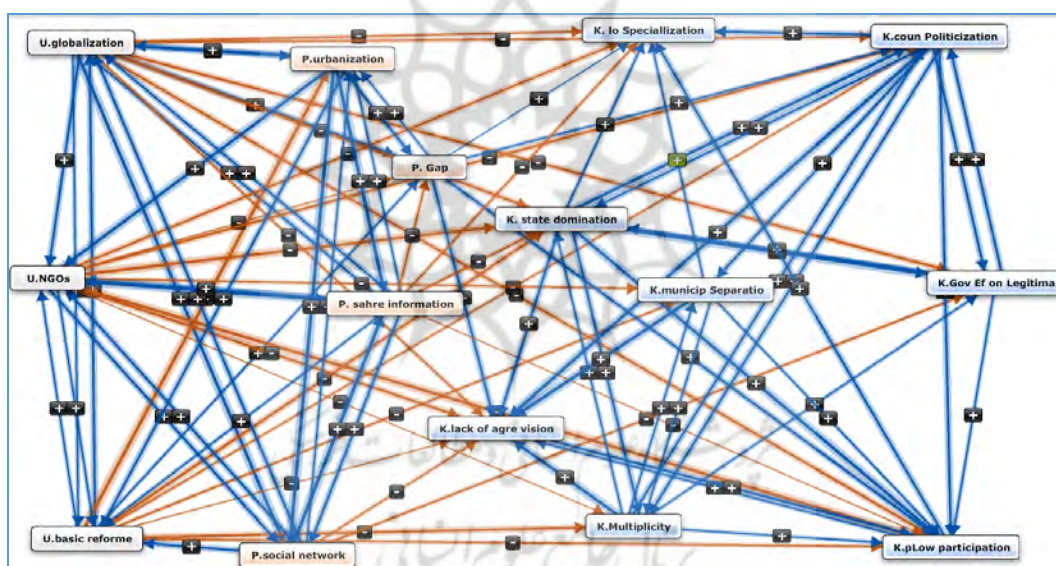 K. lo Speciallization
U.globalization
K.coun Politicization
P.urbanization
P. Gap
K. state domination
U.NGOs
K.municip Separatio
K.Gov Ef on Legitima
P. sahre information
K.lack of agre vision
U.basic reforme
K.Multiplicity
P.social network
K.pLow participation